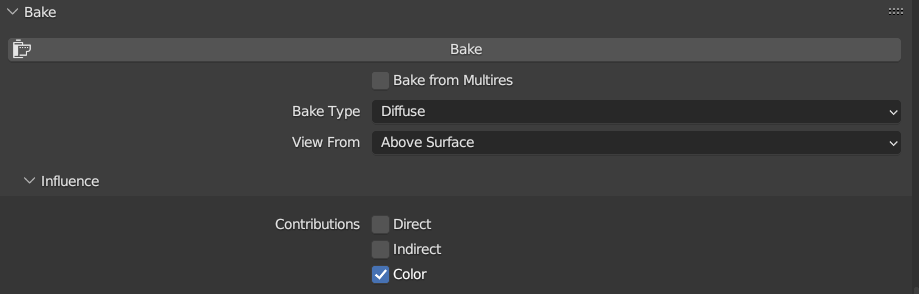 Bake
Bake
Bake from Multires
Bake Type Diffuse
View From Above Surface
Influence
Contributions Direct
Indirect
Color